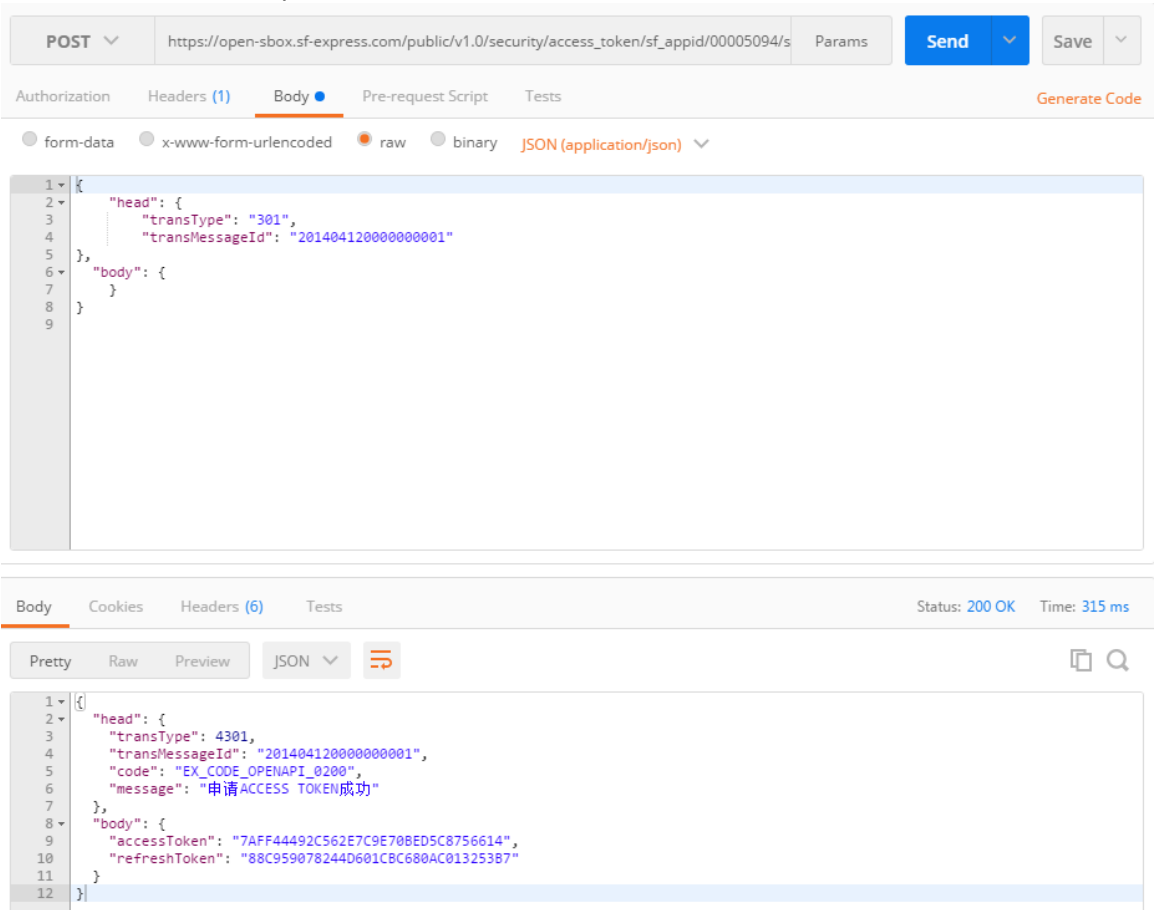 POST https://open-sbox.sf-express.com/public/v1.0/security/access_token/sf_appid/00005094/s Params Send Save
Authorization Headers (1) Body Pre-request Script Tests Generate Code
form-data x-www-form-urlencoded raw binary JSON (application/json)
1 {
2 "head": {
3 "transType": "301",
4 "transMessageId": "201404120000000001"
5 },
6 "body": {
7 }
8 }
9
Body Cookies Headers (6) Tests Status: 200 OK Time: 315 ms
Pretty Raw Preview JSON
1 {
2 "head": {
3 "transType": 4301,
4 "transMessageId": "201404120000000001",
5 "code": "EX_CODE_OPENAPI_0200",
6 "message": "申请ACCESS TOKEN成功"
7 },
8 "body": {
9 "accessToken": "7AFF44492C562E7C9E70BED5C8756614",
10 "refreshToken": "88C959078244D601CBC680AC013253B7"
11 }
12 }